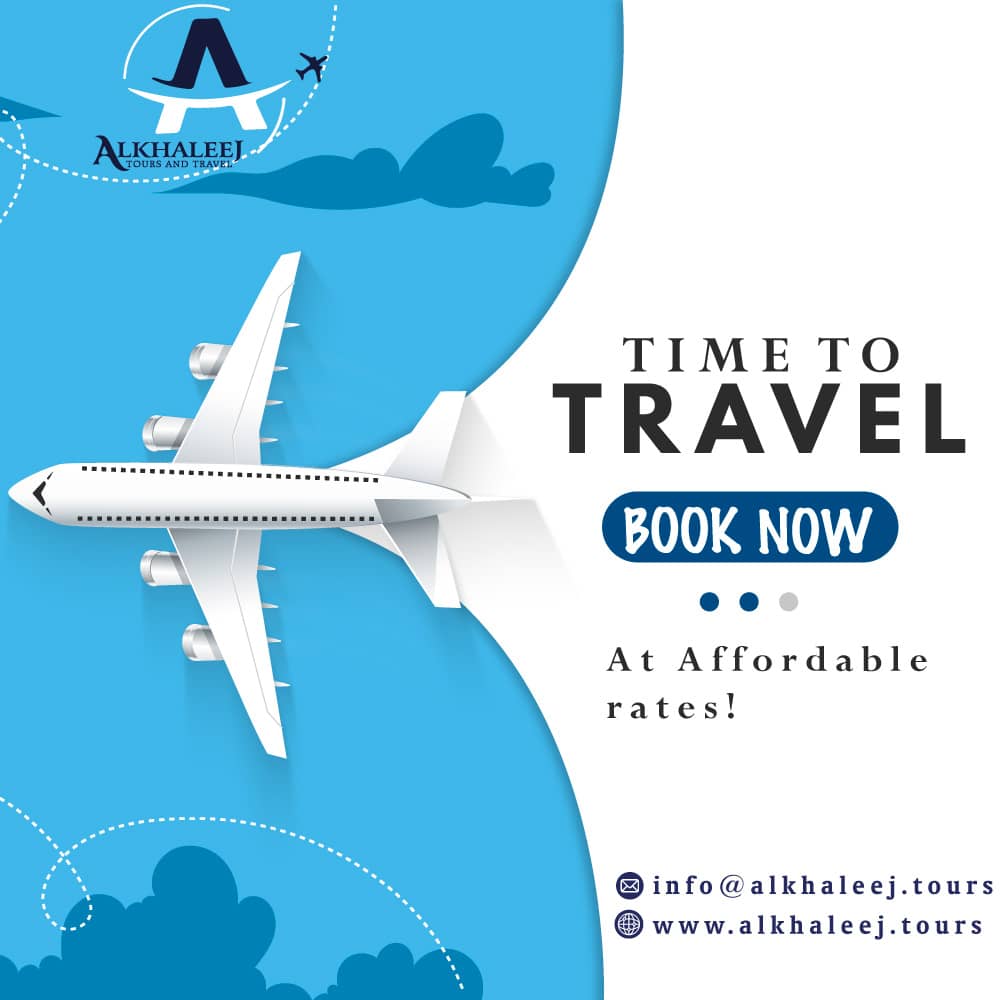 ALKHALEEJ
TOURS AND TRAVEL
TIME TO
TRAVEL
BOOK NOW
At Affordable
rates!
info@alkhaleej.tours
www.alkhaleej.tours